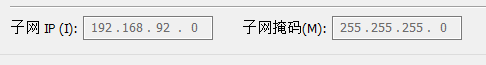 子网 IP (I): 192 .168 . 92 . 0 子网掩码(M): 255 .255 .255 . 0